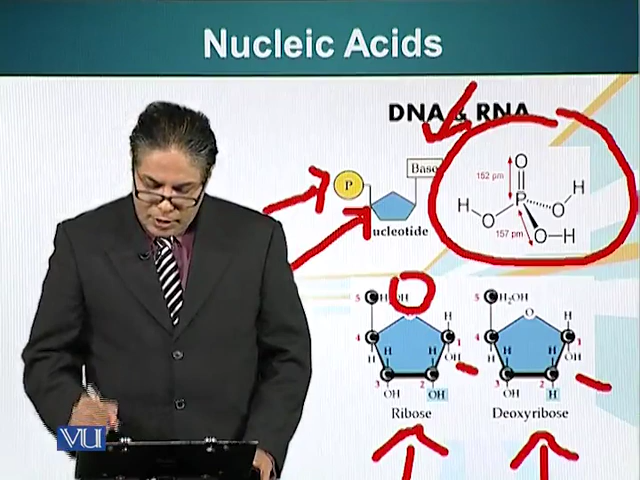 Nucleic Acids
DNA & RNA
P
Base
ucleotide
O
152 pm
P
H
H
O
O
157 pm
O-H
5 C H OH
5 C H₂OH
O
4
H
1
4
H
1
H
H
H
OH
H
H
H
OH
3
2
3
2
OH
OH
OH
H
Ribose
Deoxyribose
VU